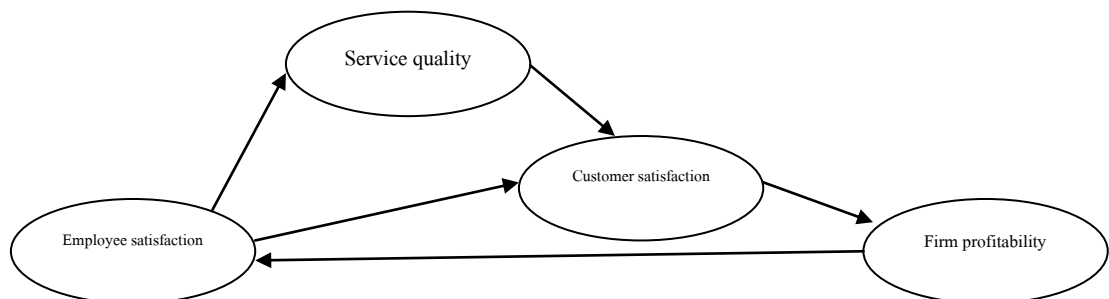 Service quality
Customer satisfaction
Employee satisfaction
Firm profitability